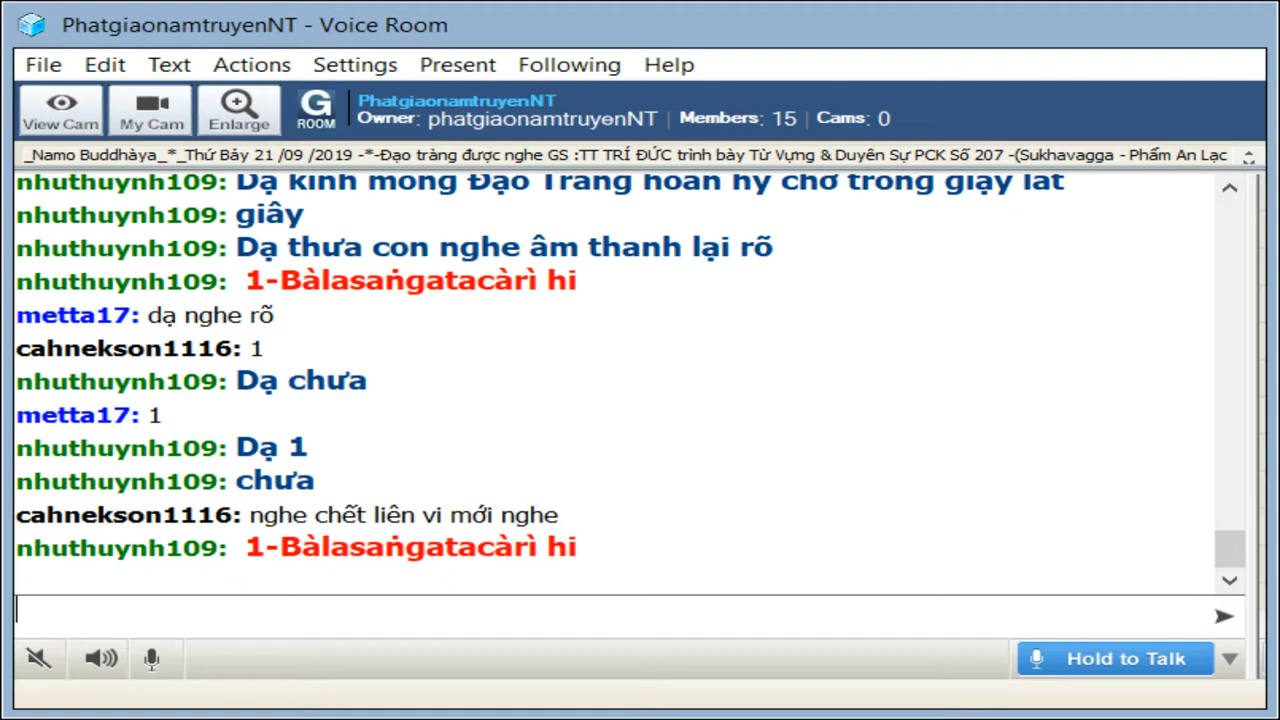 PhatgiaonamtruyenNT - Voice Room
File Edit Text Actions Settings Present Following Help
View Cam My Cam Enlarge G ROOM
PhatgiaonamtruyenNT
Owner: phatgiaonamtruyenNT | Members: 15 | Cams: 0
_Namo Buddhàya_*_Thứ Bảy 21 /09 /2019 -*-Đạo tràng được nghe GS :TT TRÍ ĐỨC trình bày Từ Vựng & Duyên Sự PCK Số 207 -(Sukhavagga - Phẩm An Lạc
nhuthuynh109: Dạ kính mong Đạo Tràng hoan hỷ chờ trong giây lát
nhuthuynh109: giây
nhuthuynh109: Dạ thưa con nghe âm thanh lại rõ
nhuthuynh109: 1-Bàlasaṅgatacàrì hi
metta17: dạ nghe rõ
cahnekson1116: 1
nhuthuynh109: Dạ chưa
metta17: 1
nhuthuynh109: Dạ 1
nhuthuynh109: chưa
cahnekson1116: nghe chết liên vi mới nghe
nhuthuynh109: 1-Bàlasaṅgatacàrì hi
Hold to Talk